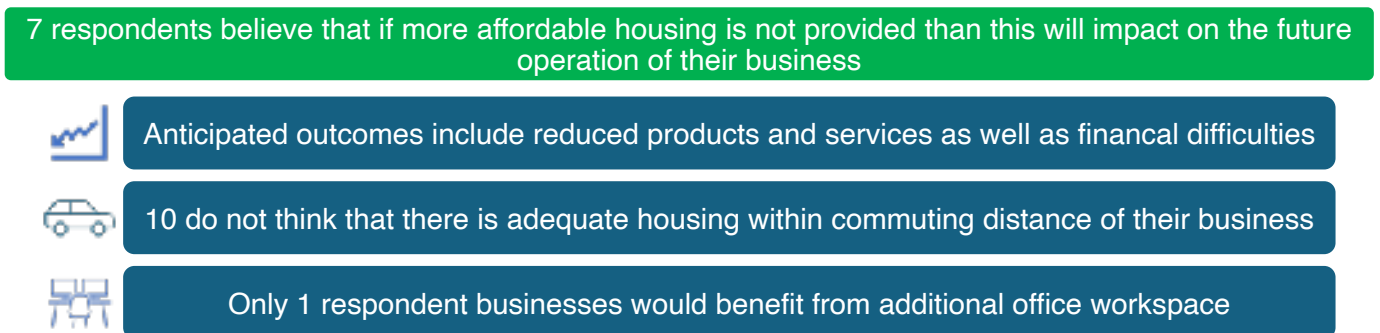 7 respondents believe that if more affordable housing is not provided than this will impact on the future
operation of their business
Anticipated outcomes include reduced products and services as well as financal difficulties
10 do not think that there is adequate housing within commuting distance of their business
Only 1 respondent businesses would benefit from additional office workspace